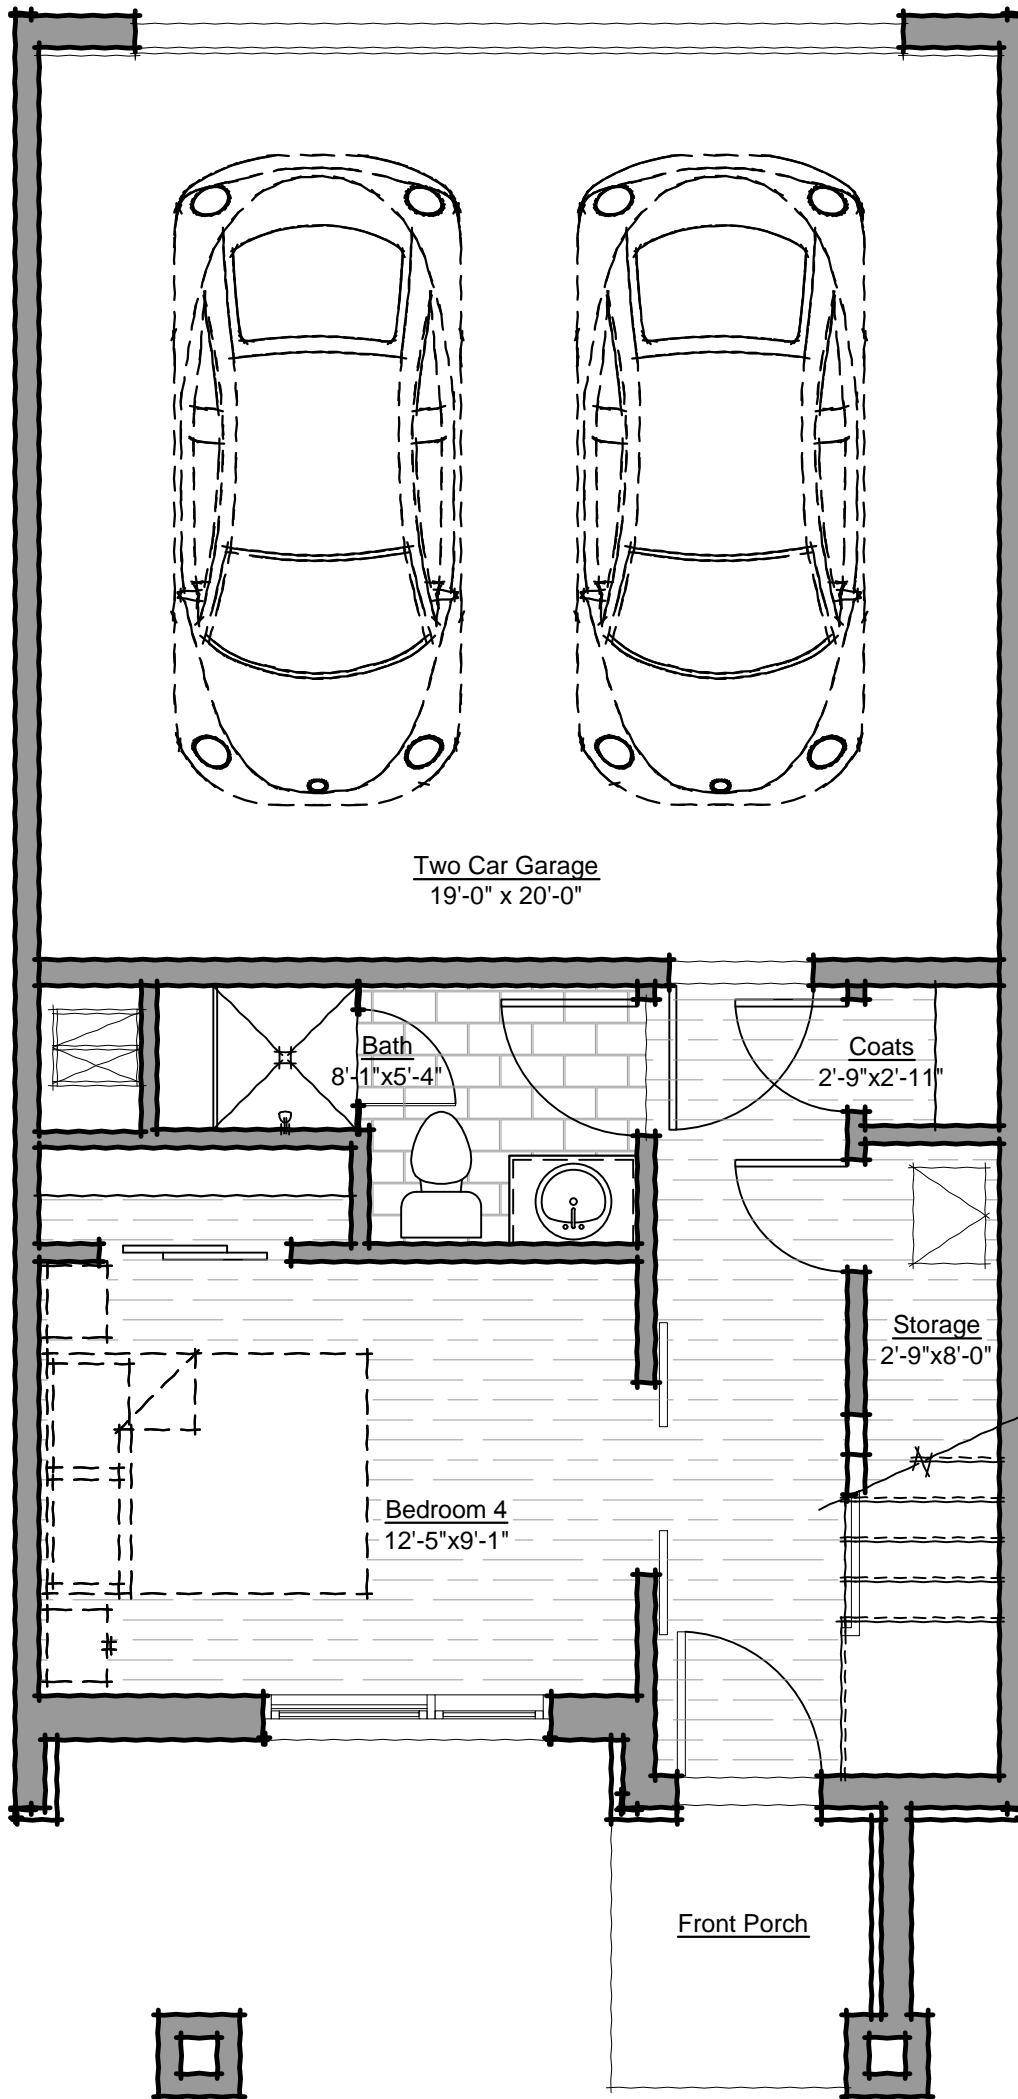 Two Car Garage
19'-0" x 20'-0"
Bath
8'-1"x5'-4"
Coats
2'-9"x2'-11"
Storage
2'-9"x8'-0"
Bedroom 4
12'-5"x9'-1"
Front Porch